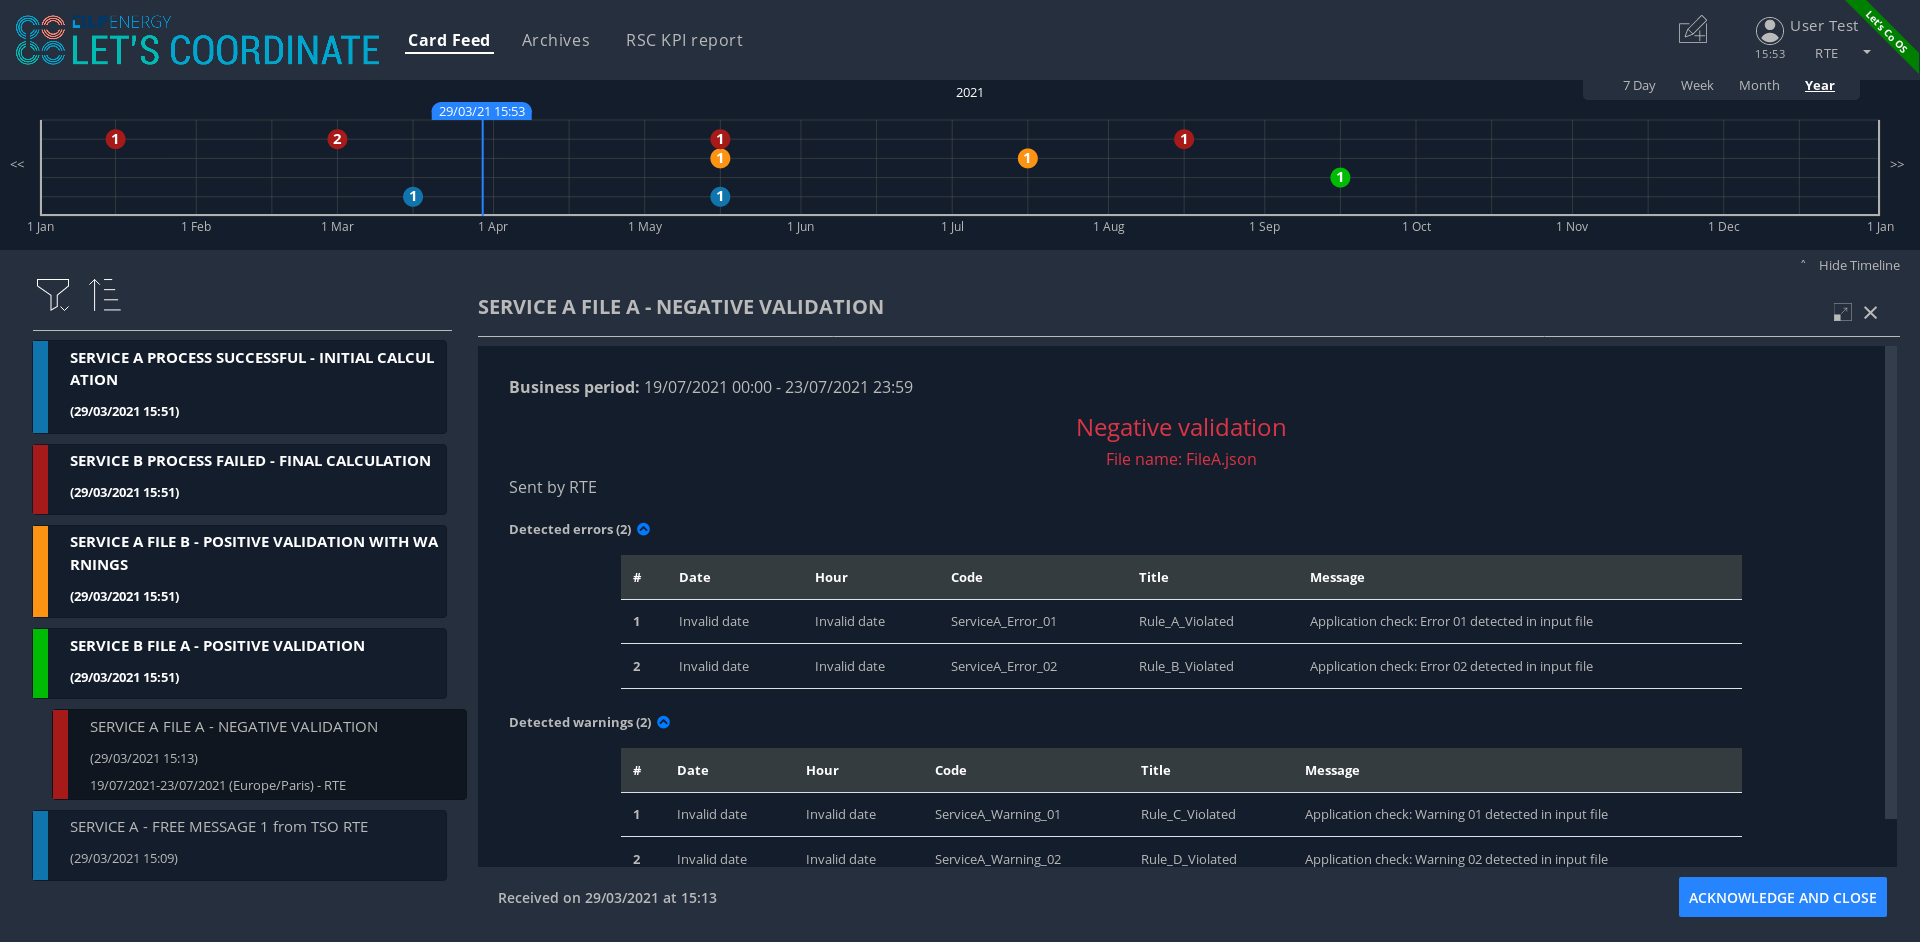 ENERGY
LET'S COORDINATE
Card Feed
Archives
RSC KPI report
15:53
User Test
RTE
Let's Co OS
2021
7 Day
Week
Month
Year
29/03/21 15:53
1
2
1
1
1
1
1
1
1
<<
>>
1 Jan
1 Feb
1 Mar
1 Apr
1 May
1 Jun
1 Jul
1 Aug
1 Sep
1 Oct
1 Nov
1 Dec
1 Jan
Hide Timeline
SERVICE A PROCESS SUCCESSFUL - INITIAL CALCUL
ATION
(29/03/2021 15:51)
SERVICE B PROCESS FAILED - FINAL CALCULATION
(29/03/2021 15:51)
SERVICE A FILE B - POSITIVE VALIDATION WITH WA
RNINGS
(29/03/2021 15:51)
SERVICE B FILE A - POSITIVE VALIDATION
(29/03/2021 15:51)
SERVICE A FILE A - NEGATIVE VALIDATION
(29/03/2021 15:13)
19/07/2021-23/07/2021 (Europe/Paris) - RTE
SERVICE A - FREE MESSAGE 1 from TSO RTE
(29/03/2021 15:09)
SERVICE A FILE A - NEGATIVE VALIDATION
Business period: 19/07/2021 00:00 - 23/07/2021 23:59
Negative validation
File name: FileA.json
Sent by RTE
Detected errors (2)
# Date Hour Code Title Message
1 Invalid date Invalid date ServiceA_Error_01 Rule_A_Violated Application check: Error 01 detected in input file
2 Invalid date Invalid date ServiceA_Error_02 Rule_B_Violated Application check: Error 02 detected in input file
Detected warnings (2)
# Date Hour Code Title Message
1 Invalid date Invalid date ServiceA_Warning_01 Rule_C_Violated Application check: Warning 01 detected in input file
2 Invalid date Invalid date ServiceA_Warning_02 Rule_D_Violated Application check: Warning 02 detected in input file
Received on 29/03/2021 at 15:13
ACKNOWLEDGE AND CLOSE